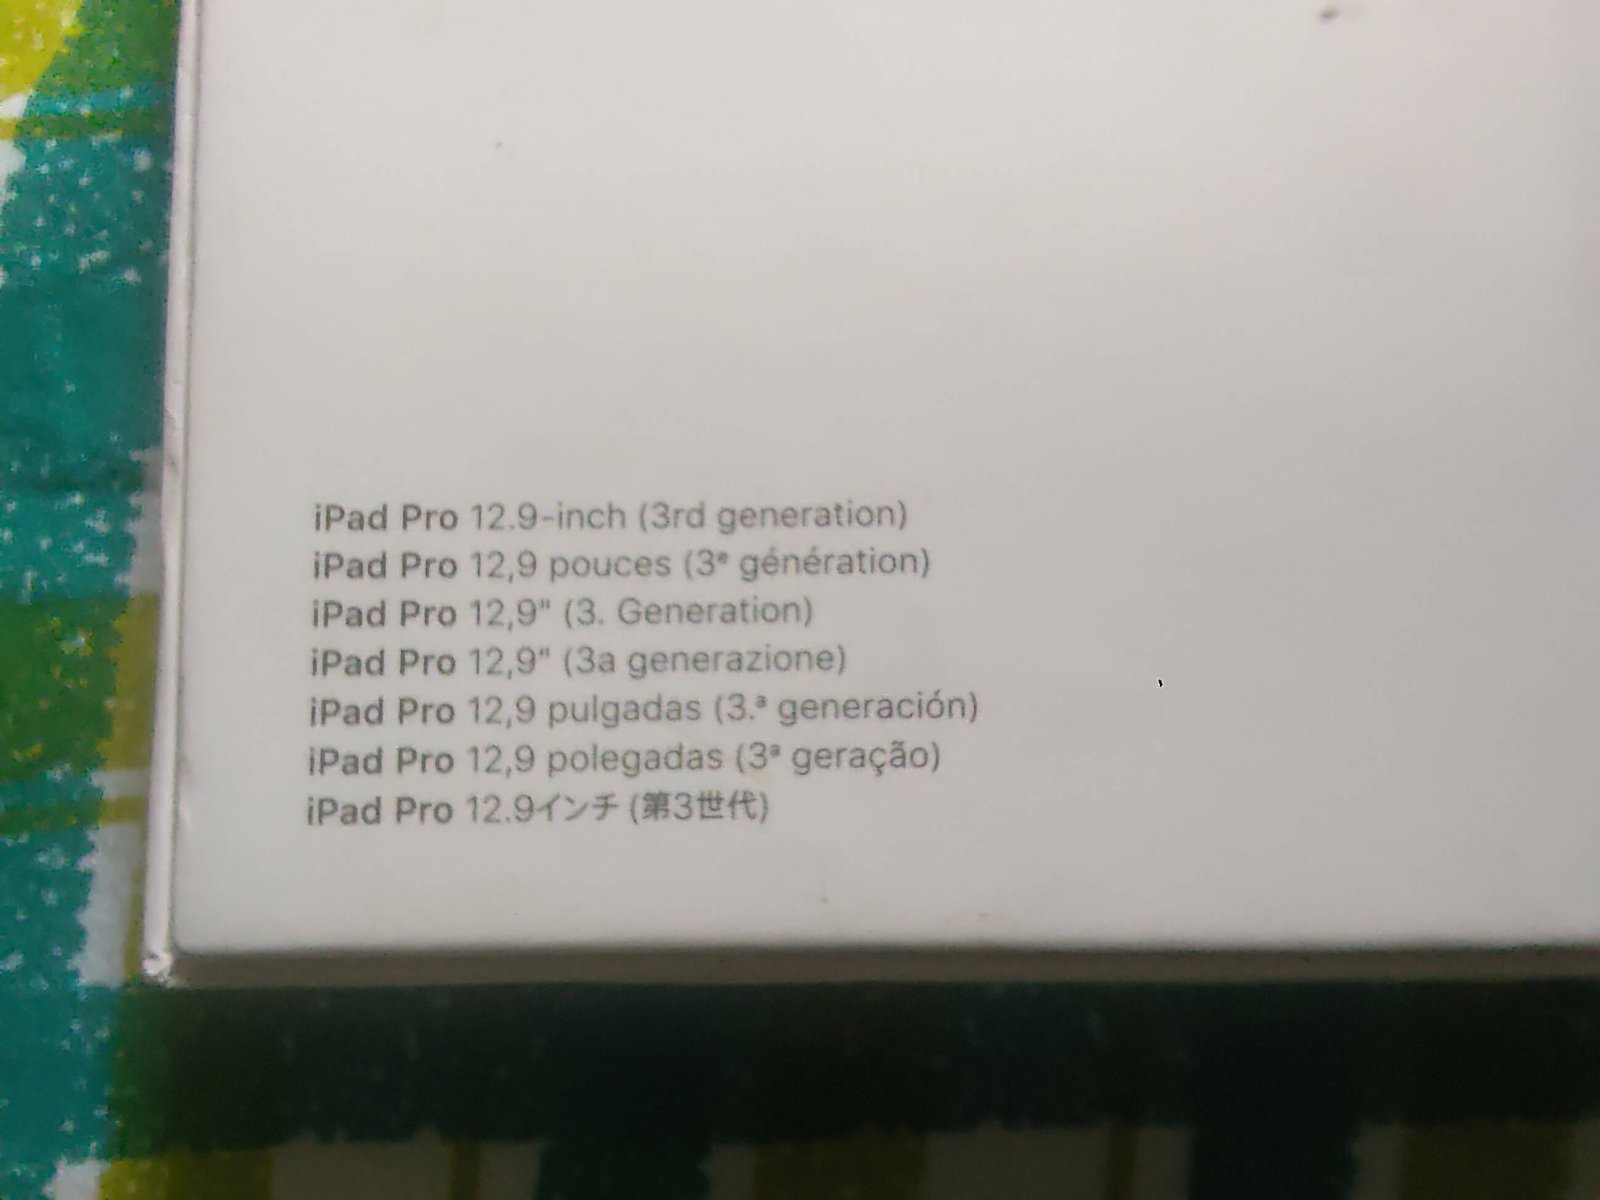 iPad Pro 12.9-inch (3rd generation)
iPad Pro 12,9 pouces (3ᵉ génération)
iPad Pro 12,9" (3. Generation)
iPad Pro 12,9" (3a generazione)
iPad Pro 12,9 pulgadas (3.ª generación)
iPad Pro 12,9 polegadas (3ª geração)
iPad Pro 12.9インチ (第3世代)